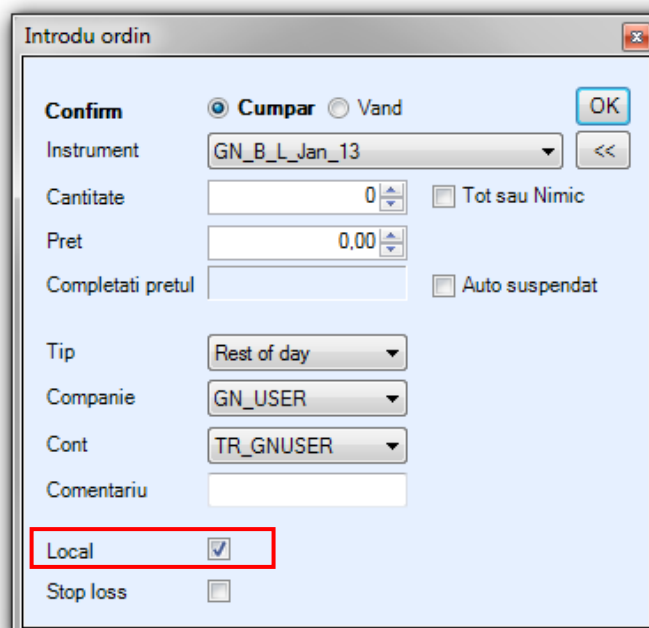 Introdu ordin
Confirm Cumpar Vand OK
Instrument GN_B_L_Jan_13 <<
Cantitate 0 Tot sau Nimic
Pret 0,00
Completati pretul Auto suspendat
Tip Rest of day
Companie GN_USER
Cont TR_GNUSER
Comentariu
Local
Stop loss